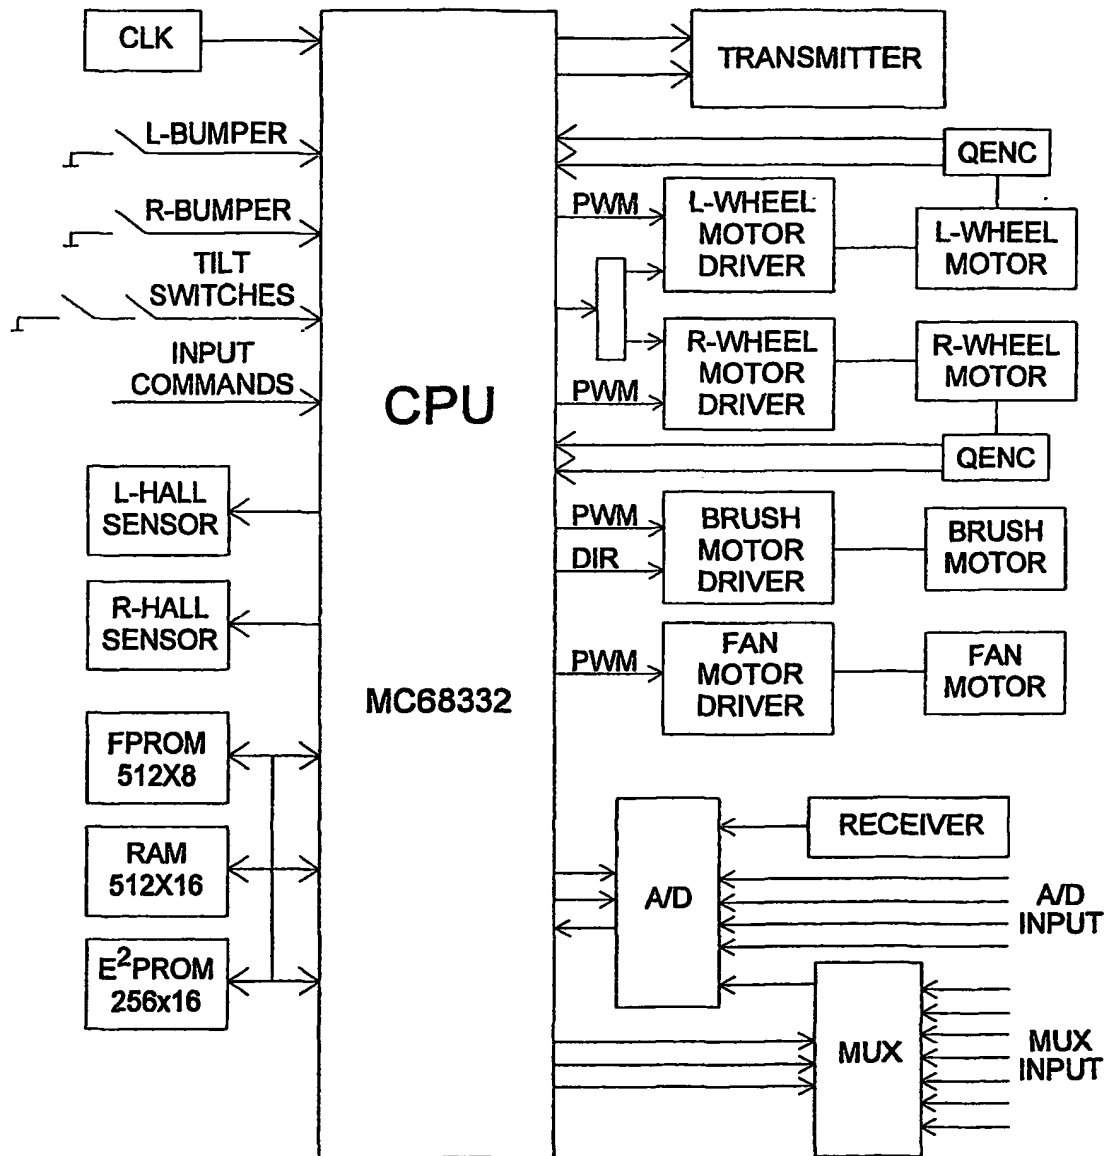 CLK
L-BUMPER
R-BUMPER
TILT
SWITCHES
INPUT
COMMANDS
L-HALL
SENSOR
R-HALL
SENSOR
FPROM
512X8
RAM
512X16
E²PROM
256x16
CPU
MC68332
TRANSMITTER
QENC
PWM
L-WHEEL
MOTOR
DRIVER
L-WHEEL
MOTOR
PWM
R-WHEEL
MOTOR
DRIVER
R-WHEEL
MOTOR
QENC
PWM
DIR
BRUSH
MOTOR
DRIVER
BRUSH
MOTOR
PWM
FAN
MOTOR
DRIVER
FAN
MOTOR
RECEIVER
A/D
A/D
INPUT
MUX
MUX
INPUT